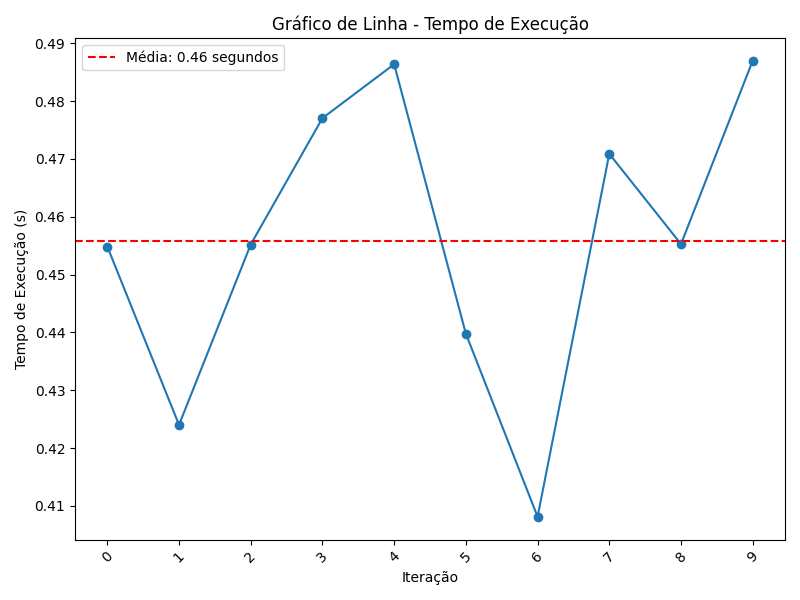 Gráfico de Linha - Tempo de Execução
Média: 0.46 segundos
Tempo de Execução (s)
0.49
0.48
0.47
0.46
0.45
0.44
0.43
0.42
0.41
0 1 2 3 4 5 6 7 8 9
Iteração